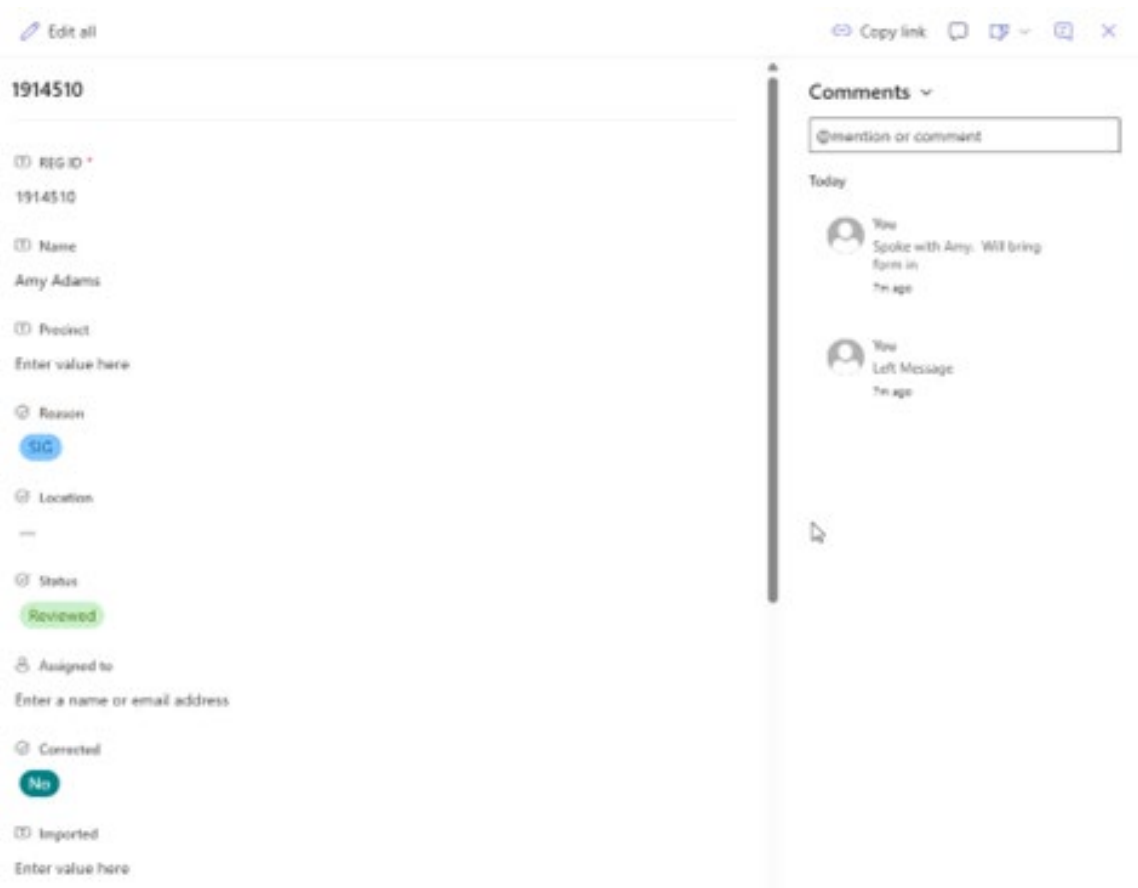 Edit all
Copy link
1914510
REG ID *
1914510
Name
Amy Adams
Precinct
Enter value here
Reason
SIG
Location
—
Status
Reviewed
Assigned to
Enter a name or email address
Corrected
No
Imported
Enter value here
Comments
@mention or comment
Today
You
Spoke with Amy. Will bring
form in
7m ago
You
Left Message
7m ago